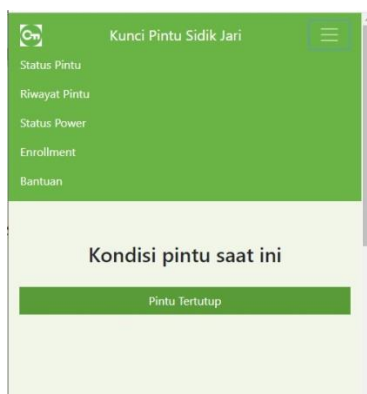 Kunci Pintu Sidik Jari
Status Pintu
Riwayat Pintu
Status Power
Enrollment
Bantuan
Kondisi pintu saat ini
Pintu Tertutup